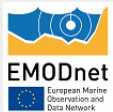 EMODnet
European Marine
Observation and
Data Network